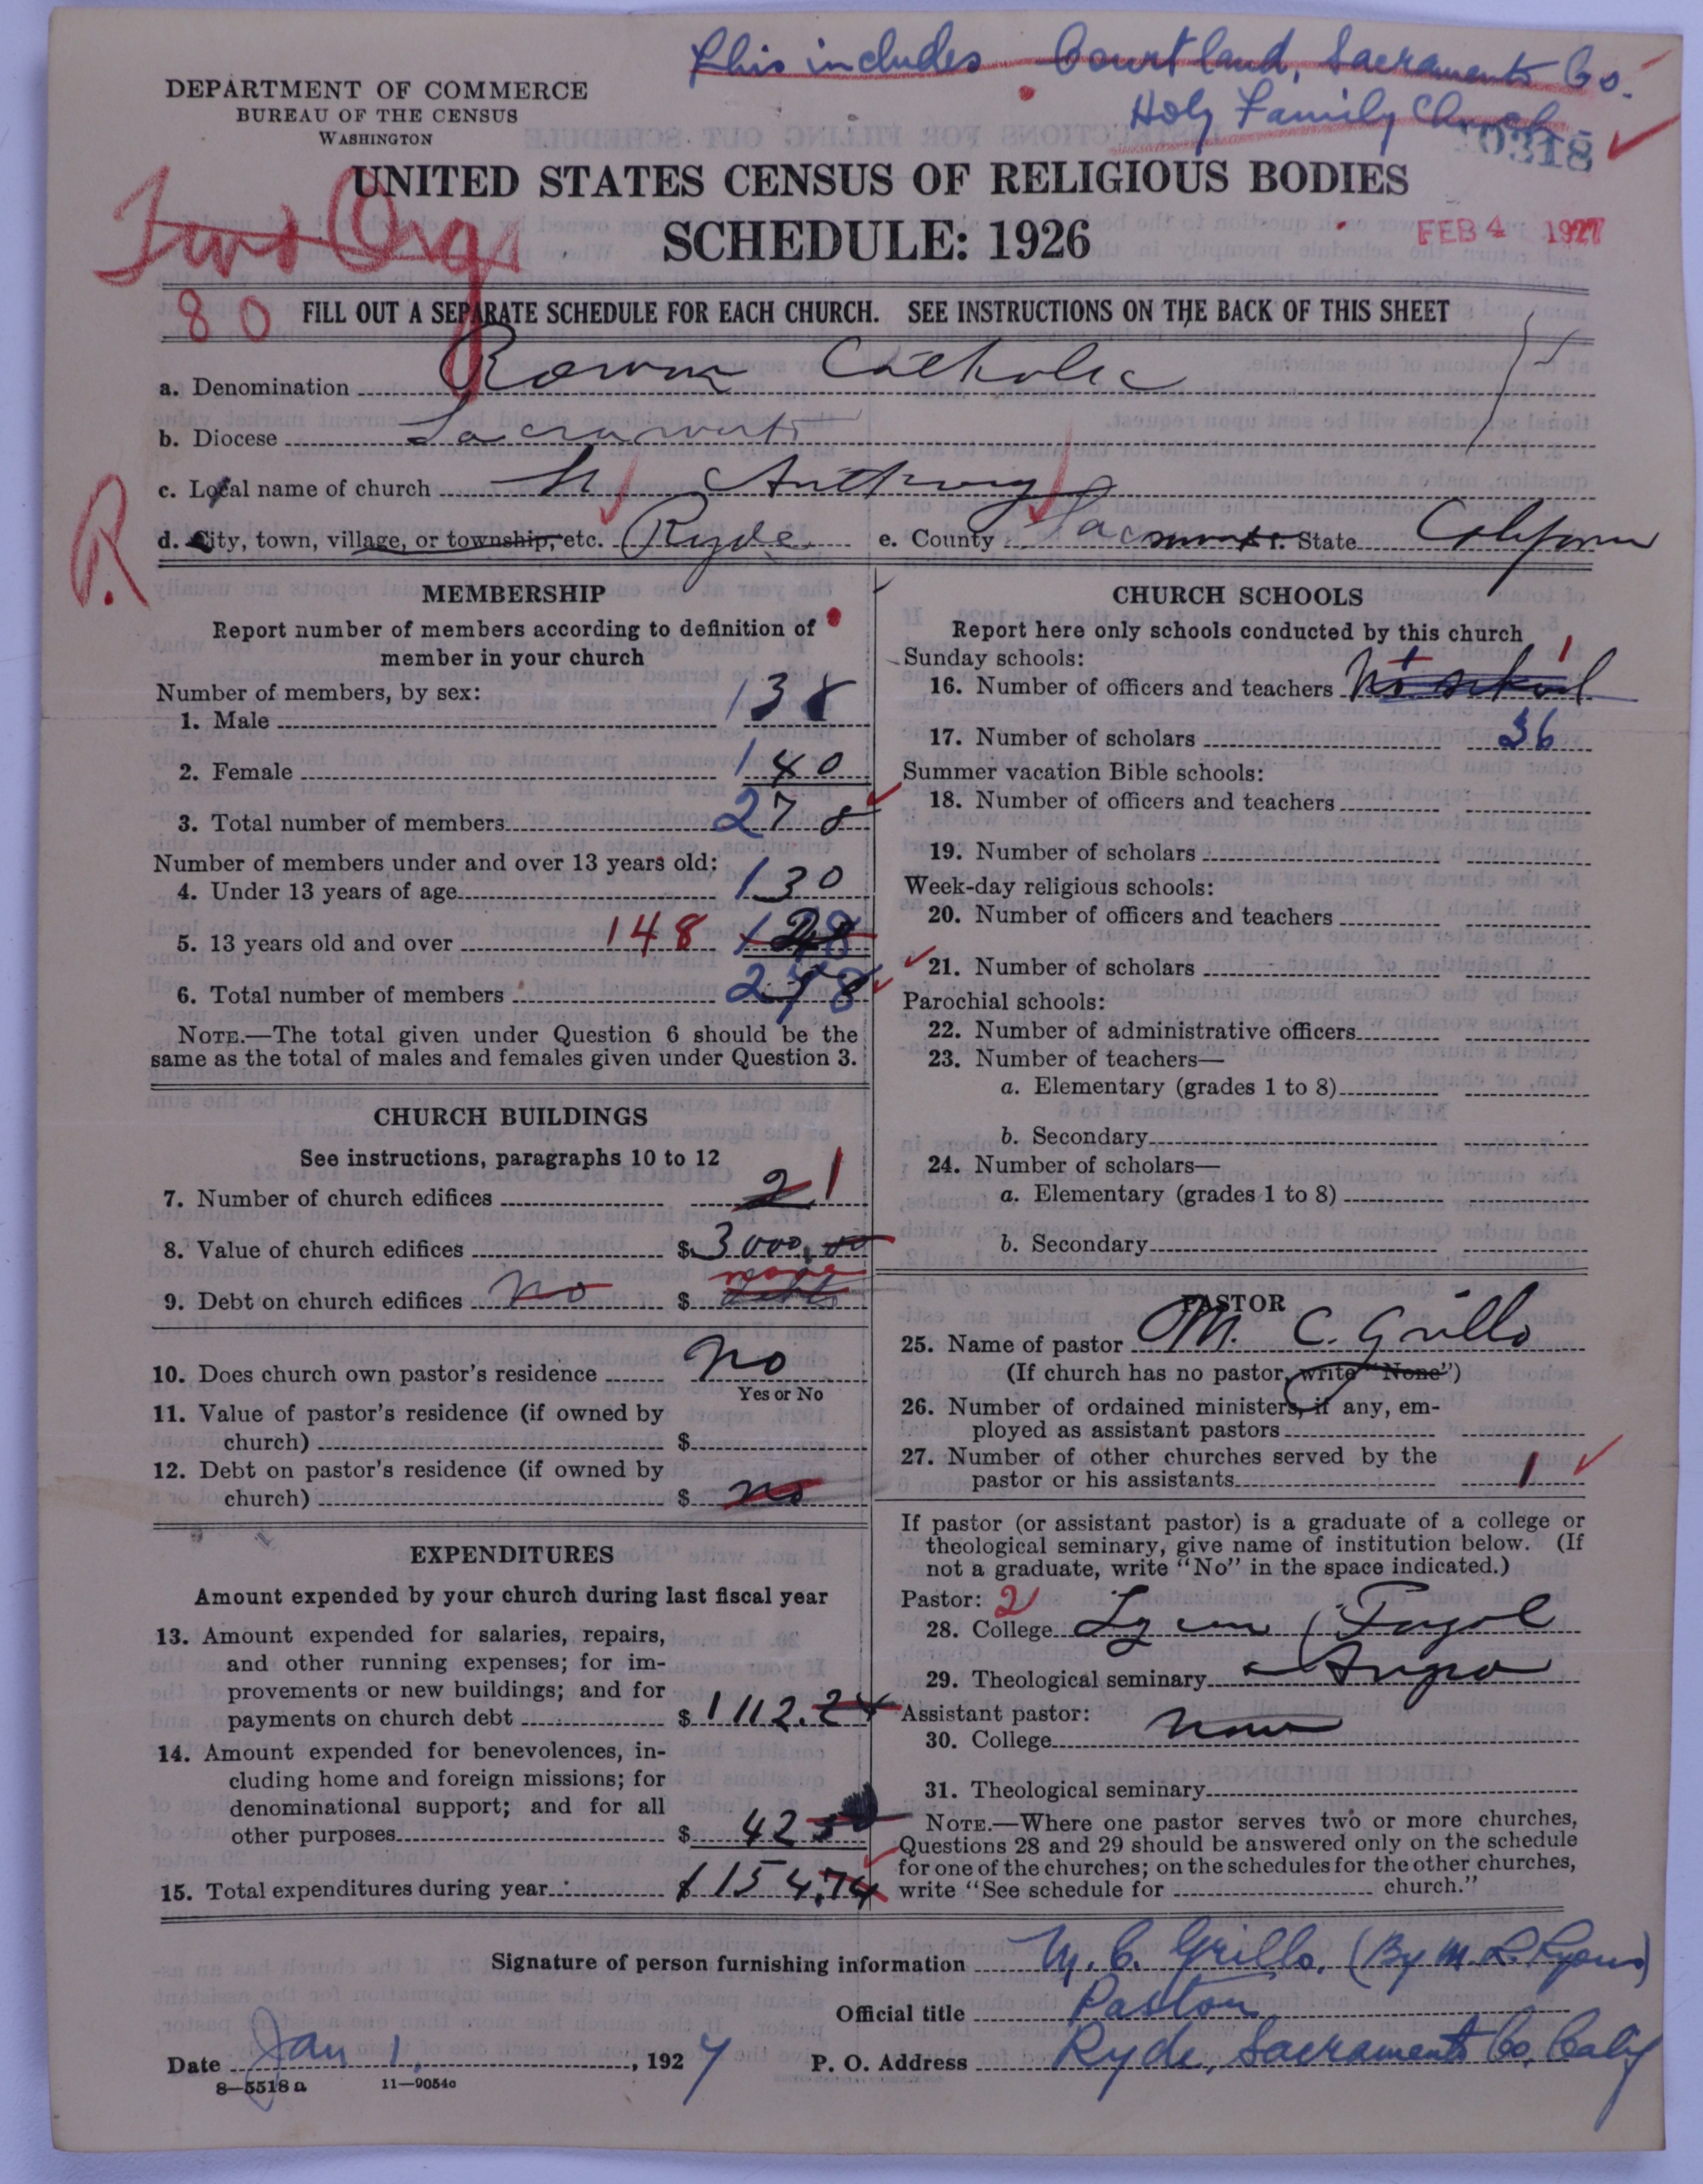 This includes Courtland, Sacramento Co.
Holy Family Church
DEPARTMENT OF COMMERCE
BUREAU OF THE CENSUS
WASHINGTON
0318
UNITED STATES CENSUS OF RELIGIOUS BODIES
Two Orgs
SCHEDULE: 1926
FEB 4 1927
80
FILL OUT A SEPARATE SCHEDULE FOR EACH CHURCH. SEE INSTRUCTIONS ON THE BACK OF THIS SHEET
a. Denomination Roman Catholic
b. Diocese Sacramento
c. Local name of church St Anthony
R.
d. City, town, village, or township, etc. Ryde e. County Sacramento f. State California
MEMBERSHIP
Report number of members according to definition of
member in your church
Number of members, by sex:
1. Male 138
2. Female 140
3. Total number of members 278
Number of members under and over 13 years old:
4. Under 13 years of age 130
5. 13 years old and over 148 128
6. Total number of members 278
NOTE.—The total given under Question 6 should be the
same as the total of males and females given under Question 3.
CHURCH BUILDINGS
See instructions, paragraphs 10 to 12
7. Number of church edifices 2 1
8. Value of church edifices $ 3000.00
none
9. Debt on church edifices no $ debts
10. Does church own pastor's residence no
Yes or No
11. Value of pastor's residence (if owned by
church) $
12. Debt on pastor's residence (if owned by
church) $ no
EXPENDITURES
Amount expended by your church during last fiscal year
13. Amount expended for salaries, repairs,
and other running expenses; for im-
provements or new buildings; and for
payments on church debt $ 1112.24
14. Amount expended for benevolences, in-
cluding home and foreign missions; for
denominational support; and for all
other purposes $ 42 50
15. Total expenditures during year $ 1154.74
CHURCH SCHOOLS
Report here only schools conducted by this church
Sunday schools:
16. Number of officers and teachers No school 1
17. Number of scholars 36
Summer vacation Bible schools:
18. Number of officers and teachers
19. Number of scholars
Week-day religious schools:
20. Number of officers and teachers
21. Number of scholars
Parochial schools:
22. Number of administrative officers
23. Number of teachers—
a. Elementary (grades 1 to 8)
b. Secondary
24. Number of scholars—
a. Elementary (grades 1 to 8)
b. Secondary
PASTOR
25. Name of pastor M. C. Grillo
(If church has no pastor, write "None")
26. Number of ordained ministers, if any, em-
ployed as assistant pastors
27. Number of other churches served by the
pastor or his assistants 1
If pastor (or assistant pastor) is a graduate of a college or
theological seminary, give name of institution below. (If
not a graduate, write "No" in the space indicated.)
Pastor: 2
28. College
29. Theological seminary
Assistant pastor:
30. College none
31. Theological seminary
NOTE.—Where one pastor serves two or more churches,
Questions 28 and 29 should be answered only on the schedule
for one of the churches; on the schedules for the other churches,
write "See schedule for church."
Signature of person furnishing information M. C. Grillo. (By M. L. Lyons)
Official title Pastor
Date Jan 1, 1927 P. O. Address Ryde, Sacramento Co. Calif
8—5518a 11—9054c